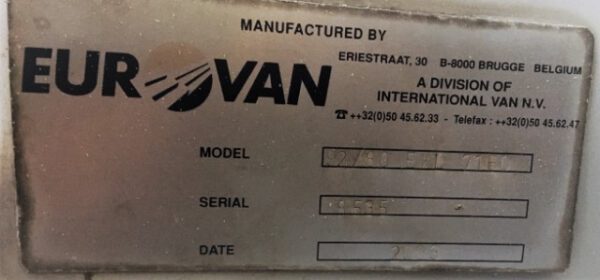 MANUFACTURED BY
EUROVAN
ERIESTRAAT, 30 B-8000 BRUGGE BELGIUM
A DIVISION OF
INTERNATIONAL VAN N.V.
☎ ++32(0)50 45.62.33 - Telefax : ++32(0)50 45.62.47
MODEL
SERIAL
DATE